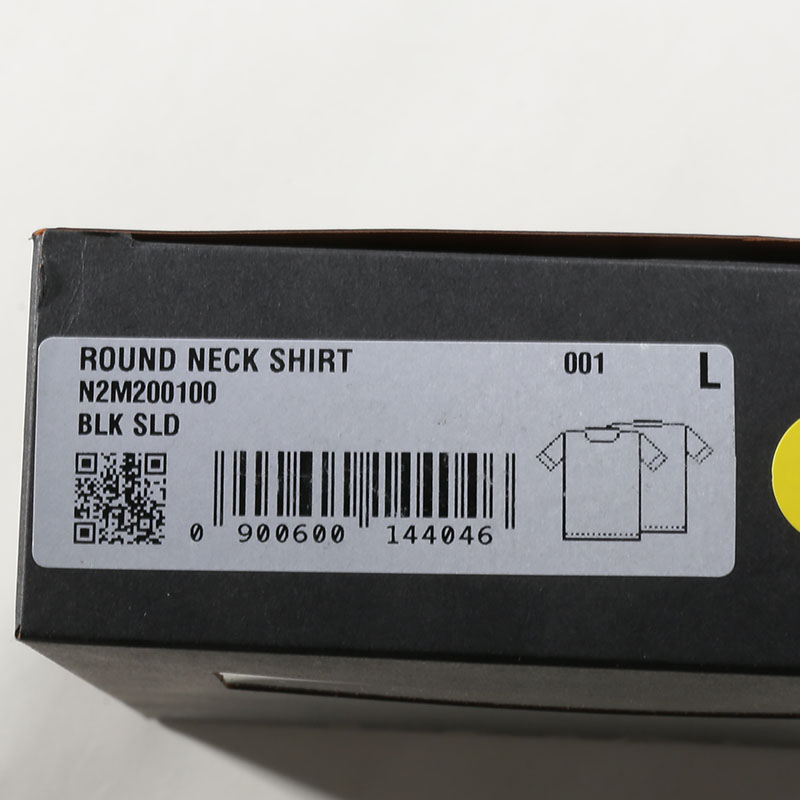 ROUND NECK SHIRT
001
L
N2M200100
BLK SLD
0 900600 144046